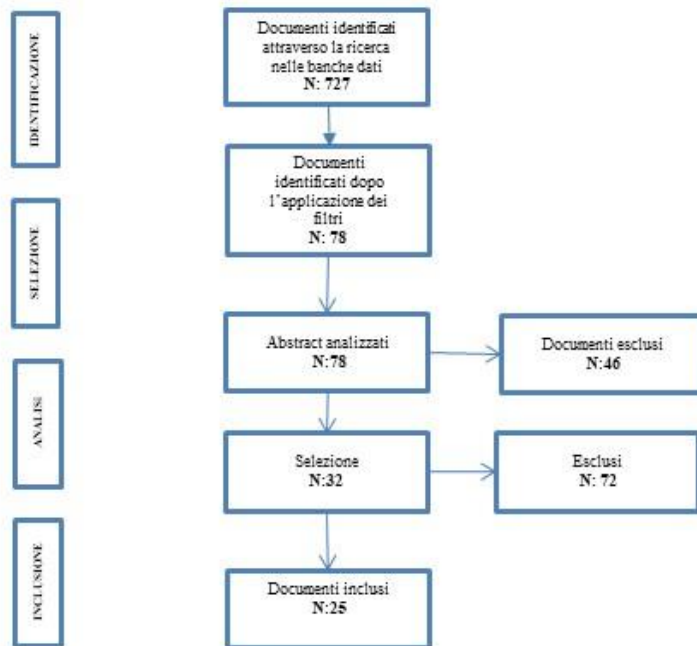 IDENTIFICAZIONE
Documenti identificati
attraverso la ricerca
nelle banche dati
N: 727
Documenti
identificati dopo
l'applicazione dei
filtri
N: 78
SELEZIONE
Abstract analizzati
N:78
Documenti esclusi
N:46
ANALISI
Selezione
N:32
Esclusi
N: 72
INCLUSIONE
Documenti inclusi
N:25